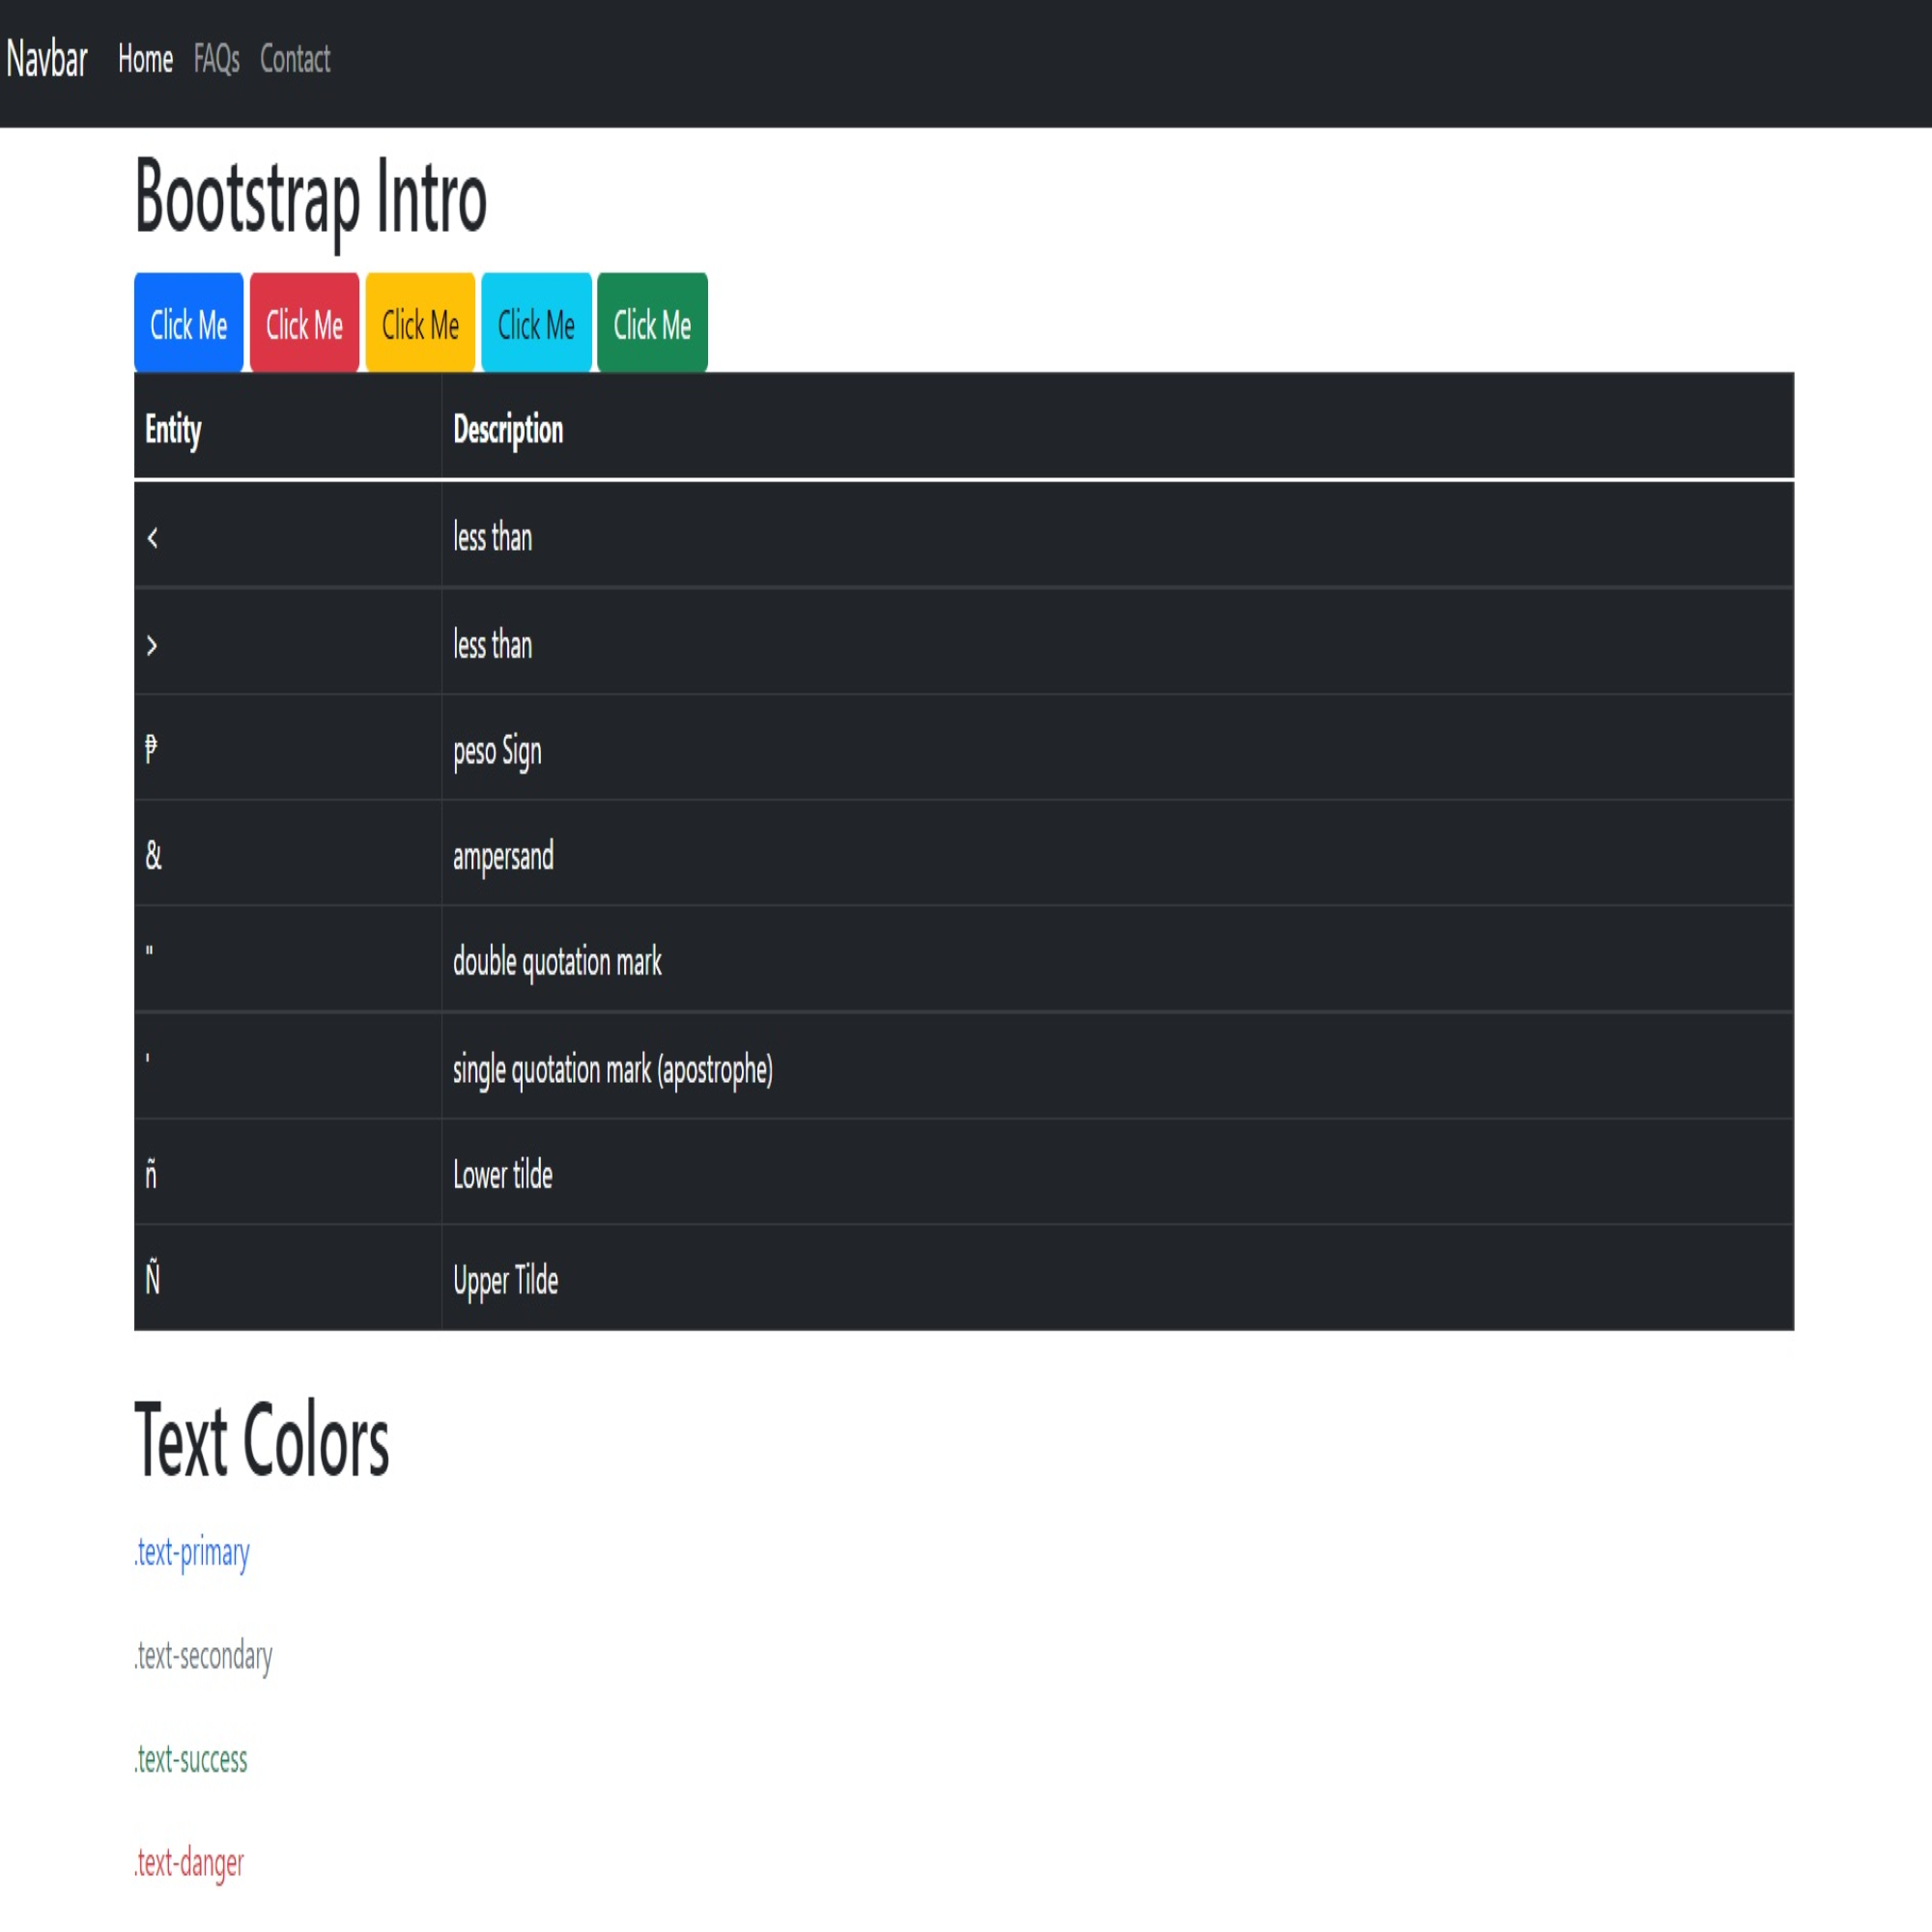 Navbar Home FAQs Contact
Bootstrap Intro
Click Me Click Me Click Me Click Me Click Me
Entity Description
< less than
> less than
₱ peso Sign
& ampersand
" double quotation mark
' single quotation mark (apostrophe)
ñ Lower tilde
Ñ Upper Tilde
Text Colors
.text-primary
.text-secondary
.text-success
.text-danger